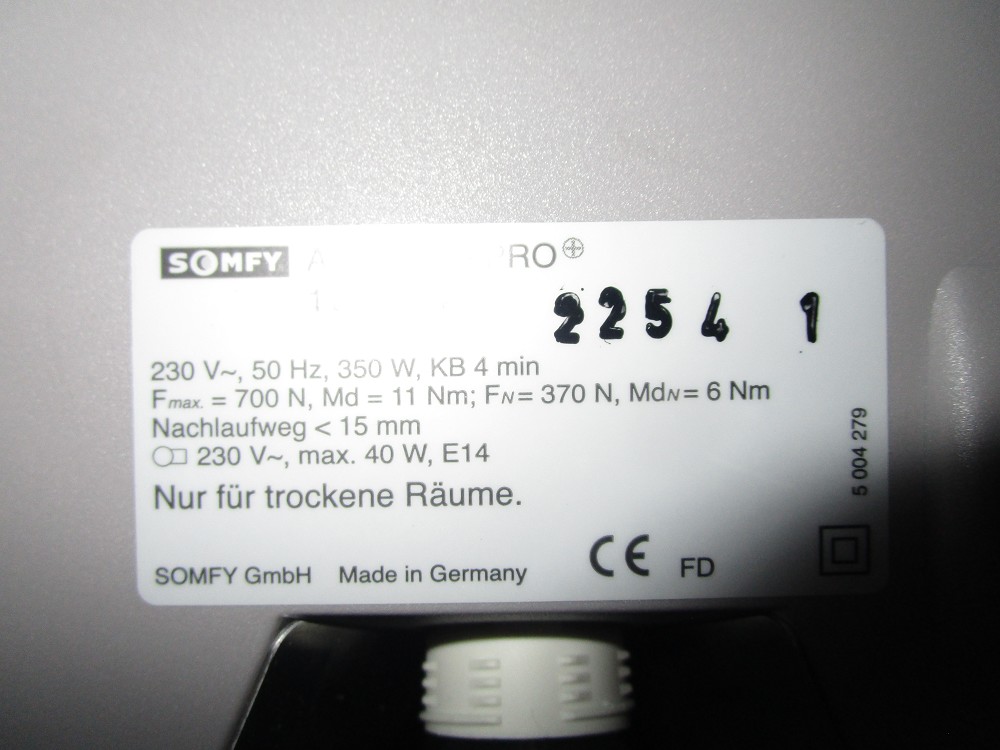 SOMFY
2254 1
230 V~, 50 Hz, 350 W, KB 4 min
Fmax. = 700 N, Md = 11 Nm; FN = 370 N, MdN = 6 Nm
Nachlaufweg < 15 mm
230 V~, max. 40 W, E14
Nur für trockene Räume.
5 004 279
SOMFY GmbH Made in Germany CE FD